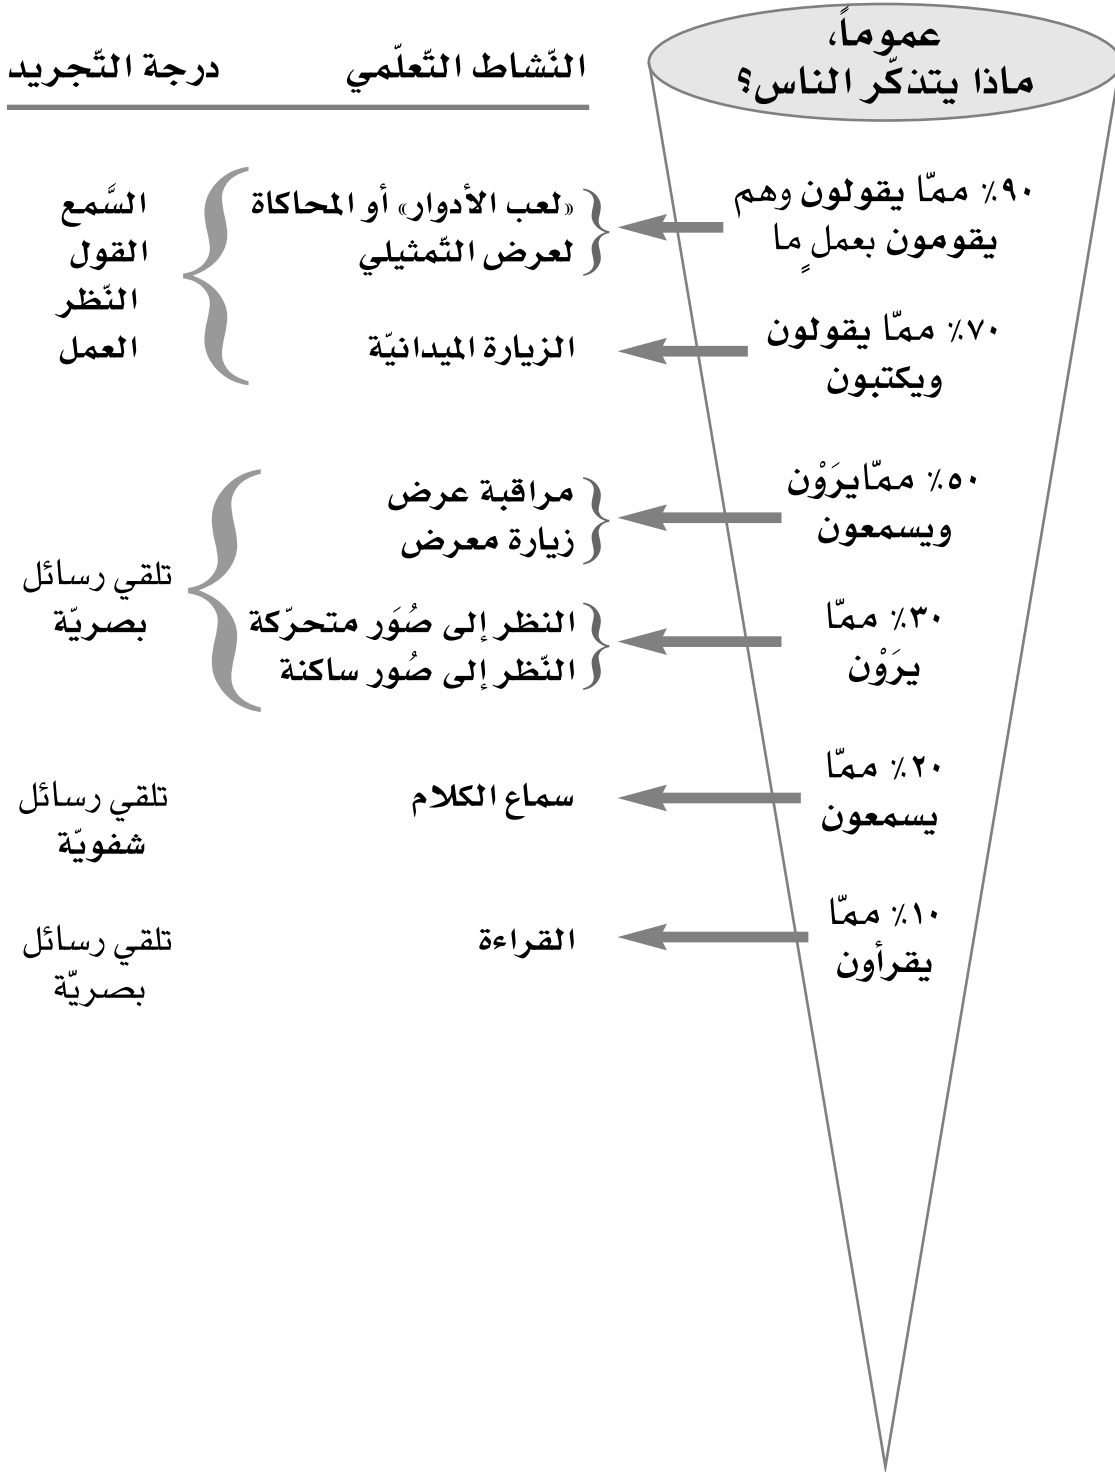 عموماً،
ماذا يتذكّر الناس؟
النّشاط التّعلّمي
درجة التّجريد
٩٠٪ ممّا يقولون وهم
يقومون بعملٍ ما
«لعب الأدوار» أو المحاكاة
لعرض التّمثيلي
السَّمع
القول
النّظر
العمل
٧٠٪ ممّا يقولون
ويكتبون
الزيارة الميدانيّة
٥٠٪ ممّايرَوْن
ويسمعون
مراقبة عرض
زيارة معرض
تلقي رسائل
بصريّة
٣٠٪ ممّا
يرَوْن
النظر إلى صُوَر متحرّكة
النّظر إلى صُور ساكنة
٢٠٪ ممّا
يسمعون
سماع الكلام
تلقي رسائل
شفويّة
١٠٪ ممّا
يقرأون
القراءة
تلقي رسائل
بصريّة